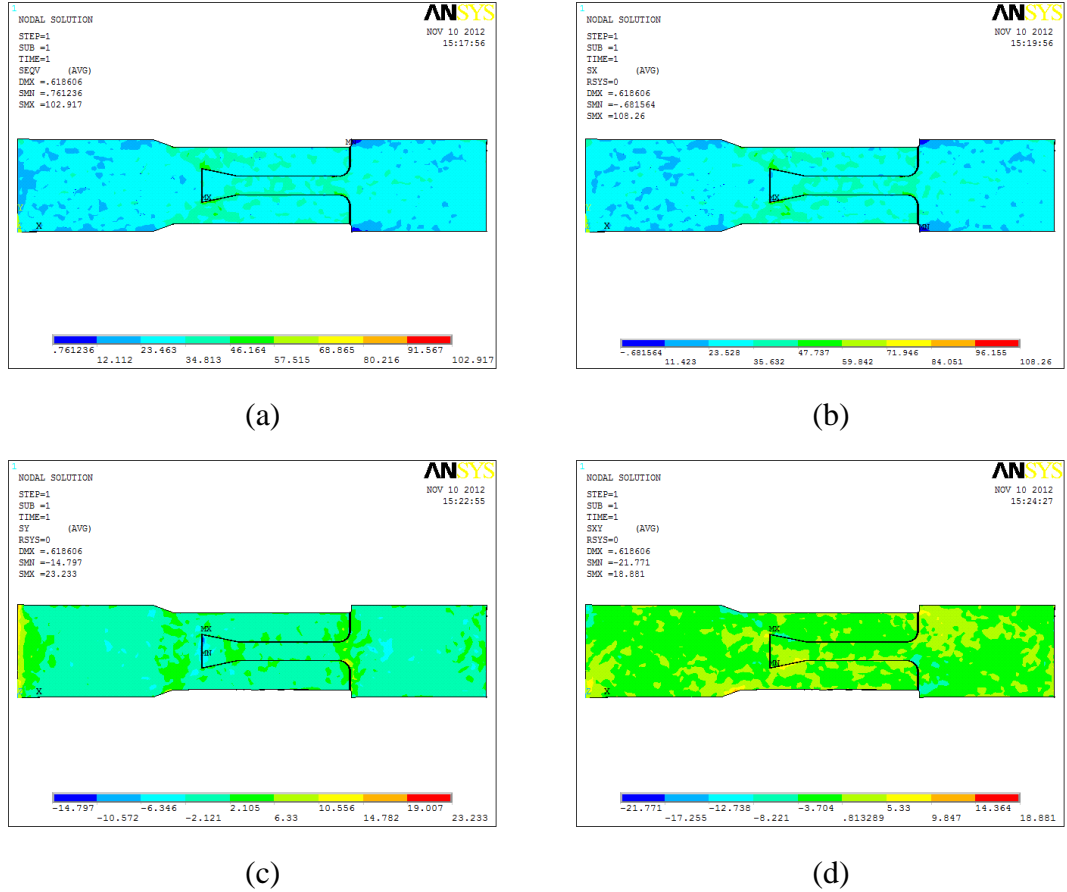 1
ANSYS
NODAL SOLUTION
NOV 10 2012
15:17:56
STEP=1
SUB =1
TIME=1
SEQV (AVG)
DMX =.618606
SMN =.761236
SMX =102.917
MX
X
.761236 23.463 46.164 68.865 91.567
12.112 34.813 57.515 80.216 102.917
(a)
1
ANSYS
NODAL SOLUTION
NOV 10 2012
15:19:56
STEP=1
SUB =1
TIME=1
SX (AVG)
RSYS=0
DMX =.618606
SMN =-.681564
SMX =108.26
MX
MN
X
-.681564 23.528 47.737 71.946 96.155
11.423 35.632 59.842 84.051 108.26
(b)
1
ANSYS
NODAL SOLUTION
NOV 10 2012
15:22:55
STEP=1
SUB =1
TIME=1
SY (AVG)
RSYS=0
DMX =.618606
SMN =-14.797
SMX =23.233
MX
MN
X
-14.797 -6.346 2.105 10.556 19.007
-10.572 -2.121 6.33 14.782 23.233
(c)
1
ANSYS
NODAL SOLUTION
NOV 10 2012
15:24:27
STEP=1
SUB =1
TIME=1
SXY (AVG)
RSYS=0
DMX =.618606
SMN =-21.771
SMX =18.881
MX
MN
X
-21.771 -12.738 -3.704 5.33 14.364
-17.255 -8.221 .813289 9.847 18.881
(d)